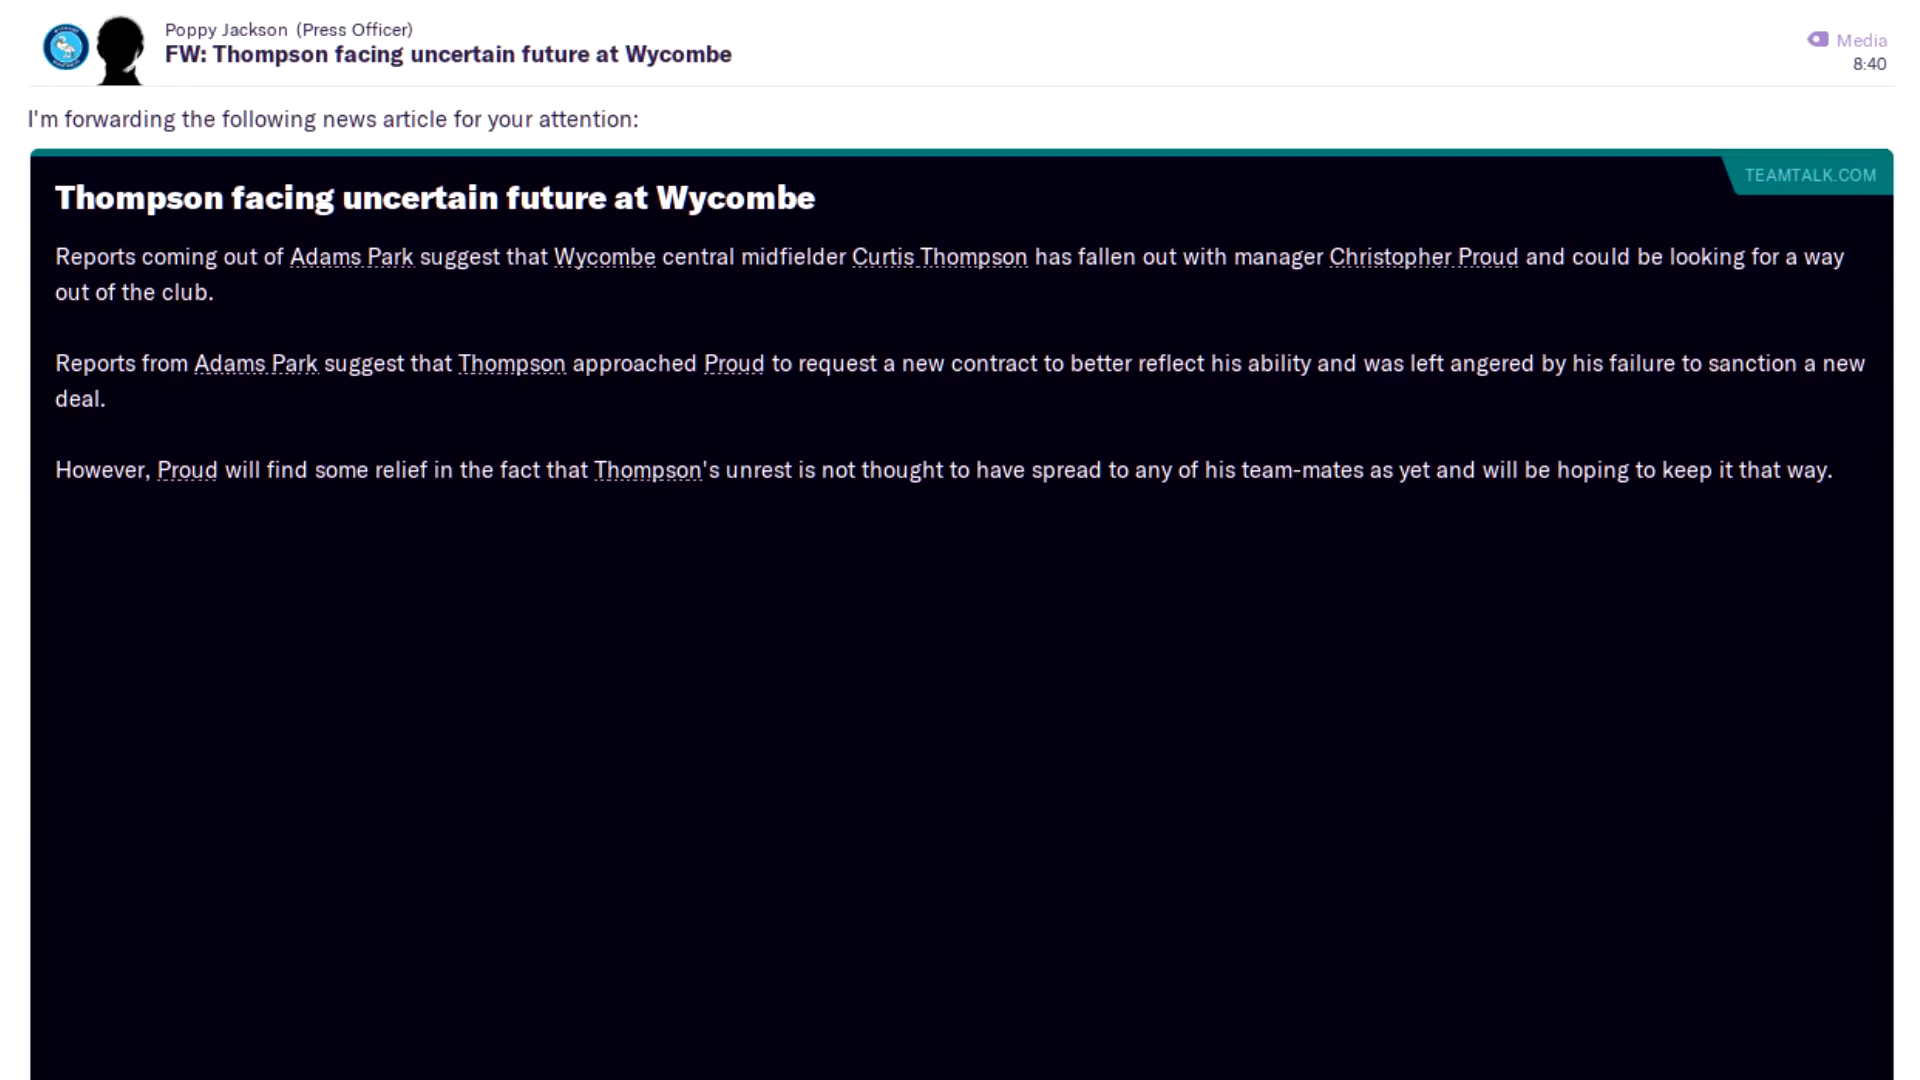 Poppy Jackson (Press Officer)
FW: Thompson facing uncertain future at Wycombe
Media
8:40
I'm forwarding the following news article for your attention:
TEAMTALK.COM
Thompson facing uncertain future at Wycombe
Reports coming out of Adams Park suggest that Wycombe central midfielder Curtis Thompson has fallen out with manager Christopher Proud and could be looking for a way
out of the club.
Reports from Adams Park suggest that Thompson approached Proud to request a new contract to better reflect his ability and was left angered by his failure to sanction a new
deal.
However, Proud will find some relief in the fact that Thompson's unrest is not thought to have spread to any of his team-mates as yet and will be hoping to keep it that way.